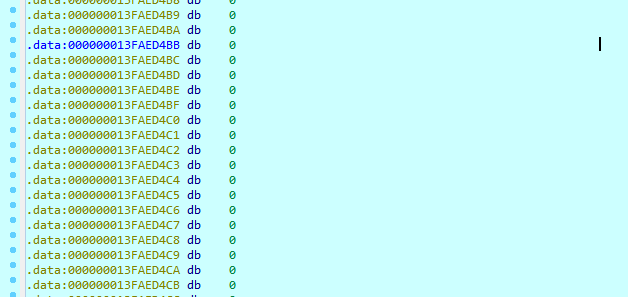 .data:000000013FAED4B8 db 0
.data:000000013FAED4B9 db 0
.data:000000013FAED4BA db 0
.data:000000013FAED4BB db 0
.data:000000013FAED4BC db 0
.data:000000013FAED4BD db 0
.data:000000013FAED4BE db 0
.data:000000013FAED4BF db 0
.data:000000013FAED4C0 db 0
.data:000000013FAED4C1 db 0
.data:000000013FAED4C2 db 0
.data:000000013FAED4C3 db 0
.data:000000013FAED4C4 db 0
.data:000000013FAED4C5 db 0
.data:000000013FAED4C6 db 0
.data:000000013FAED4C7 db 0
.data:000000013FAED4C8 db 0
.data:000000013FAED4C9 db 0
.data:000000013FAED4CA db 0
.data:000000013FAED4CB db 0